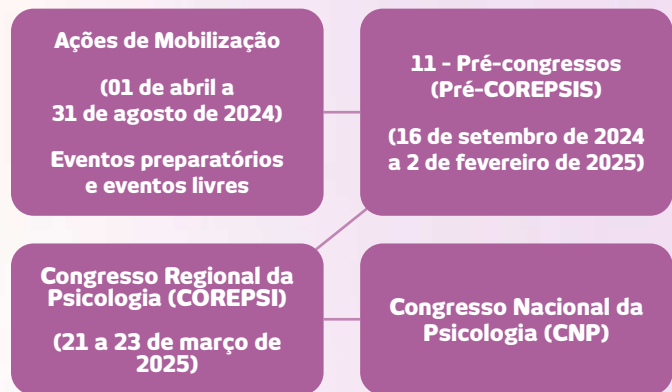 Ações de Mobilização
(01 de abril a
31 de agosto de 2024)
Eventos preparatórios
e eventos livres
11 - Pré-congressos
(Pré-COREPSIS)
(16 de setembro de 2024
a 2 de fevereiro de 2025)
Congresso Regional da
Psicologia (COREPSI)
(21 a 23 de março de
2025)
Congresso Nacional da
Psicologia (CNP)